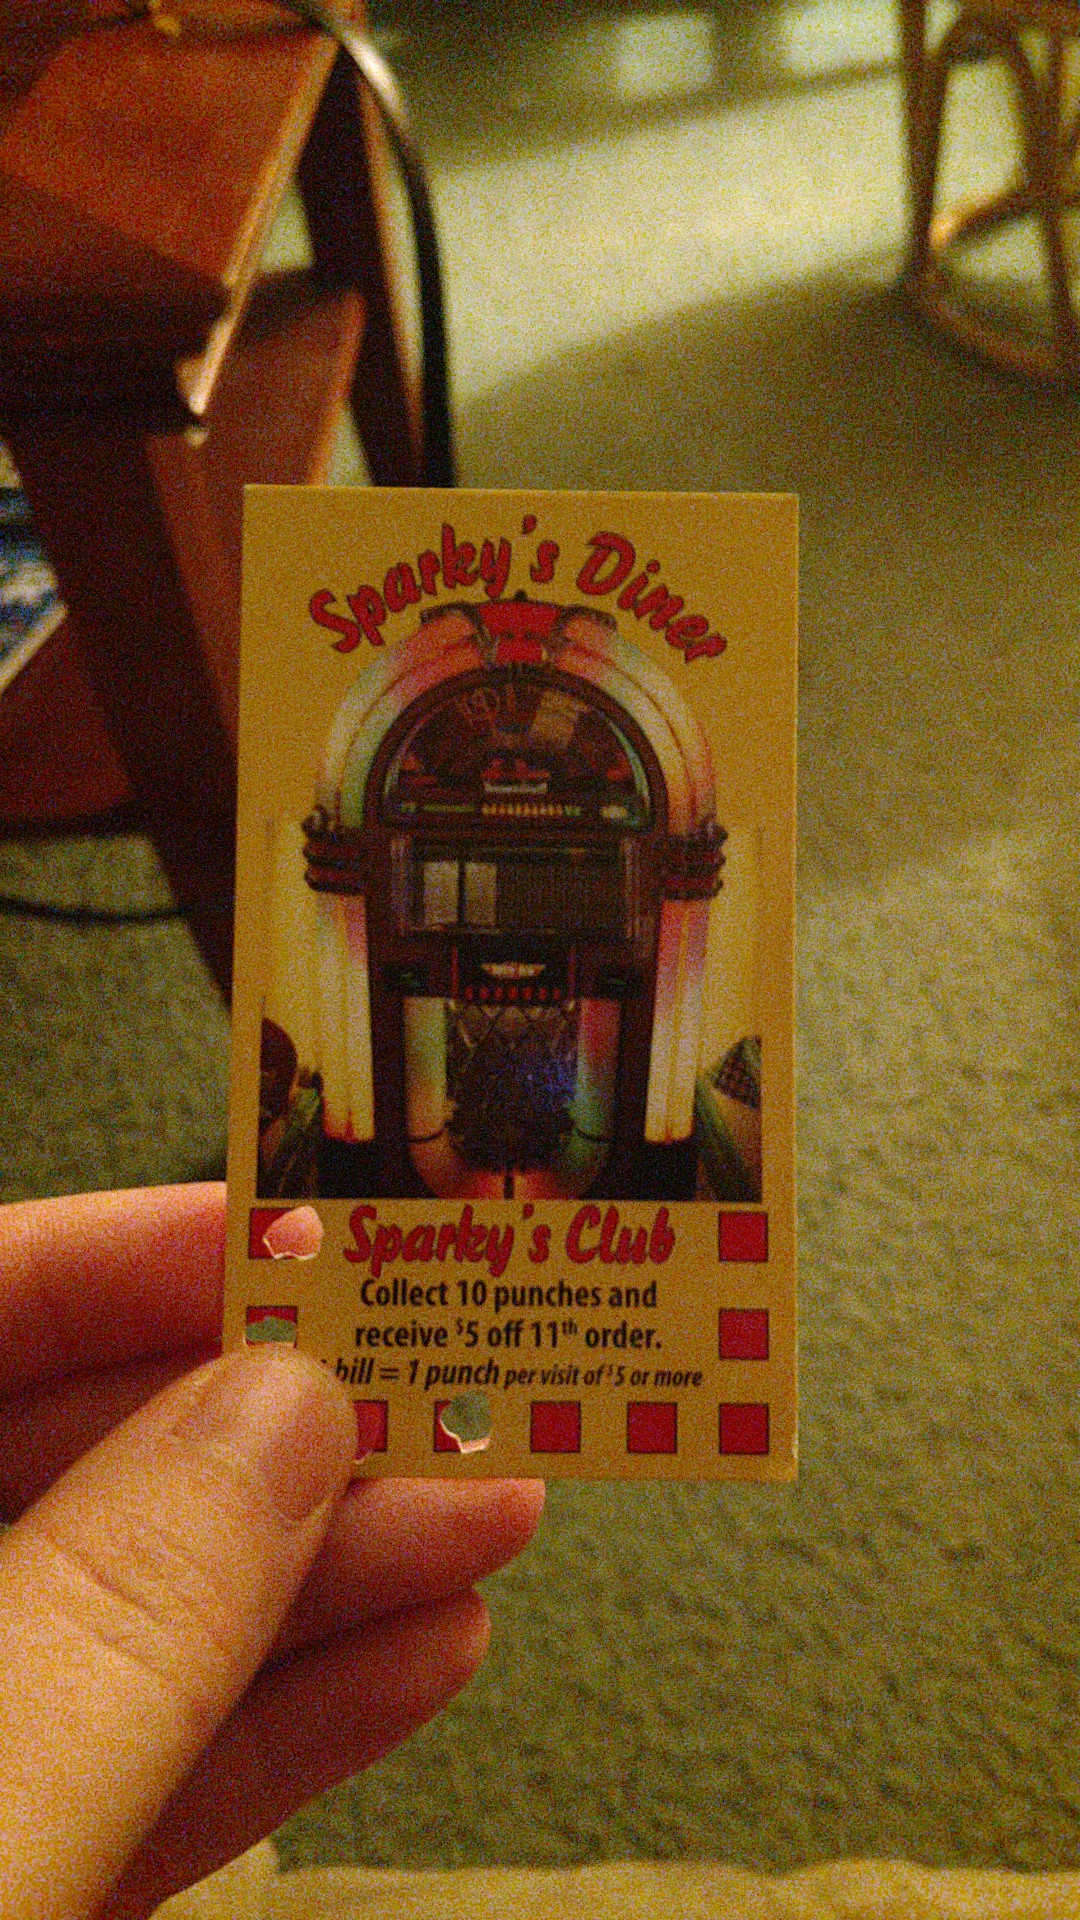 Sparky's Diner
Sparky's Club
Collect 10 punches and
receive $5 off 11th order.
bill = 1 punch per visit of $5 or more